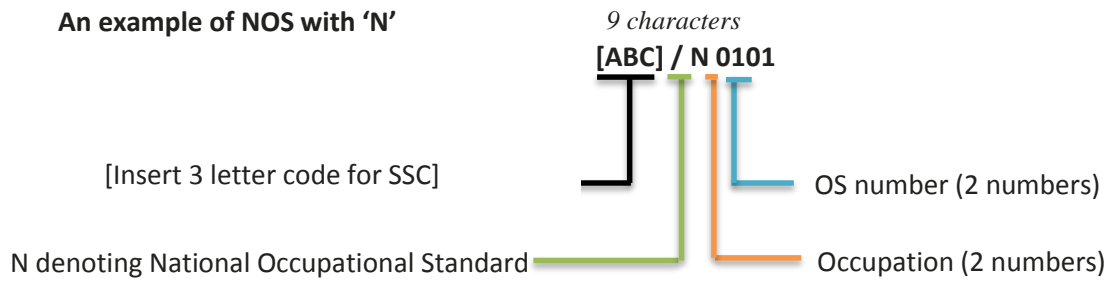 An example of NOS with ‘N’
9 characters
[ABC] / N 0101
[Insert 3 letter code for SSC]
OS number (2 numbers)
N denoting National Occupational Standard
Occupation (2 numbers)